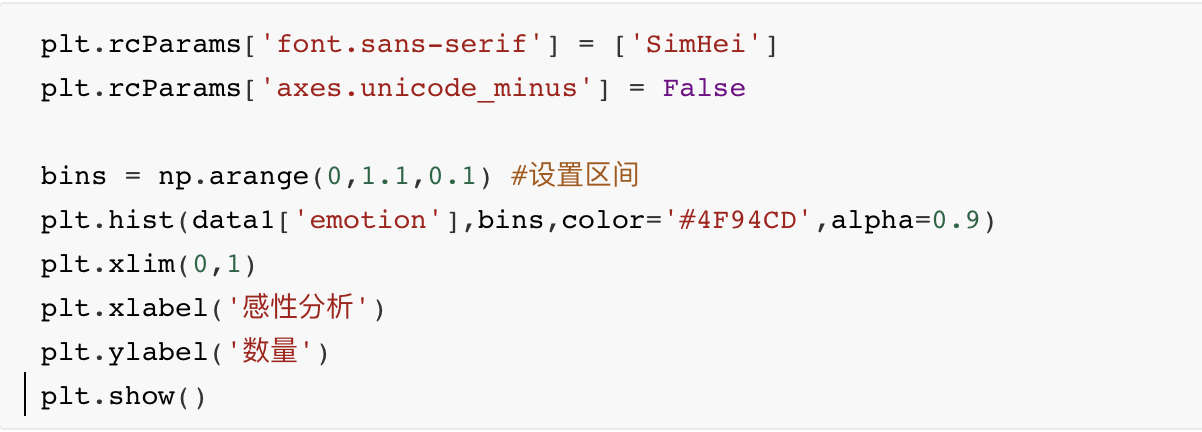 plt.rcParams['font.sans-serif'] = ['SimHei']
plt.rcParams['axes.unicode_minus'] = False
bins = np.arange(0,1.1,0.1) #设置区间
plt.hist(data1['emotion'],bins,color='#4F94CD',alpha=0.9)
plt.xlim(0,1)
plt.xlabel('感性分析')
plt.ylabel('数量')
plt.show()